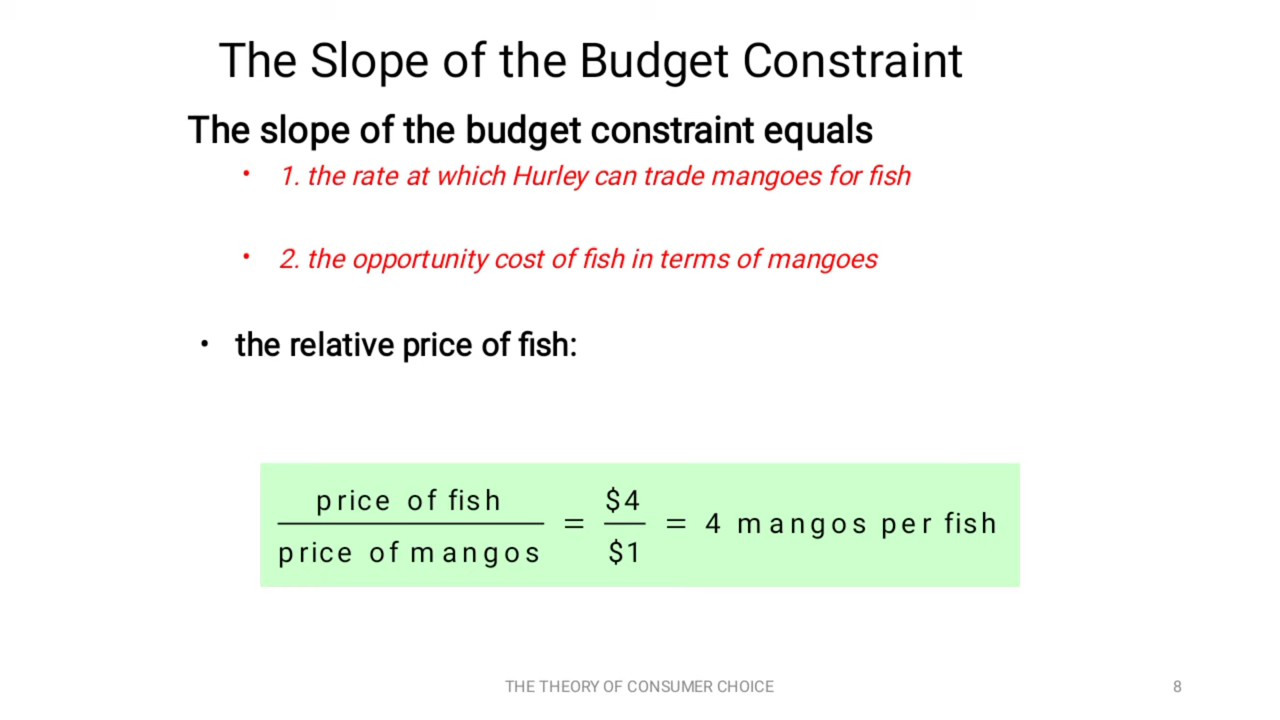 The Slope of the Budget Constraint
The slope of the budget constraint equals
• 1. the rate at which Hurley can trade mangoes for fish
• 2. the opportunity cost of fish in terms of mangoes
• the relative price of fish:
price of fish / price of mangos = $4 / $1 = 4 mangos per fish
THE THEORY OF CONSUMER CHOICE
8